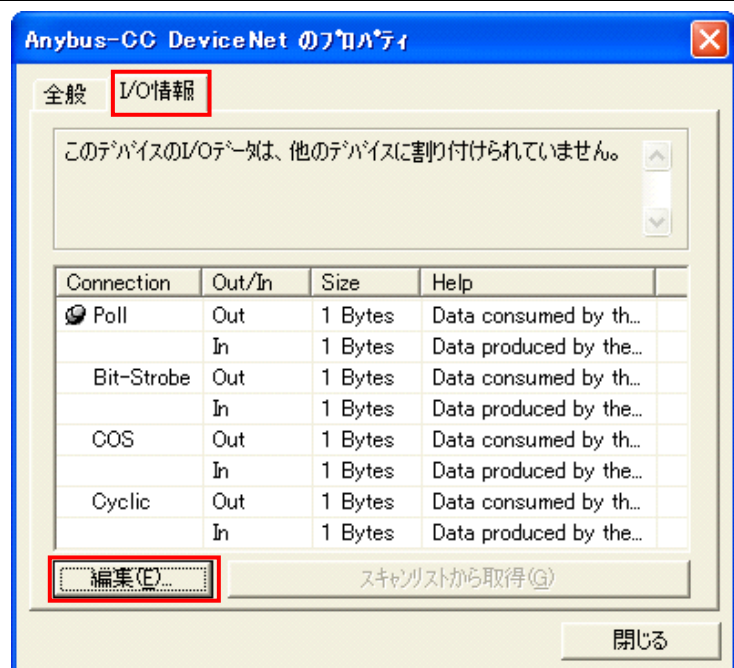 Anybus-CC DeviceNet のﾌﾟﾛﾊﾟﾃｨ
全般 I/O情報
このﾃﾞﾊﾞｲｽのI/Oﾃﾞｰﾀは、他のﾃﾞﾊﾞｲｽに割り付けられていません。
Connection Out/In Size Help
Poll Out 1 Bytes Data consumed by th...
In 1 Bytes Data produced by the...
Bit-Strobe Out 1 Bytes Data consumed by th...
In 1 Bytes Data produced by the...
COS Out 1 Bytes Data consumed by th...
In 1 Bytes Data produced by the...
Cyclic Out 1 Bytes Data consumed by th...
In 1 Bytes Data produced by the...
編集(E)... ｽｷｬﾝﾘｽﾄから取得(G)
閉じる